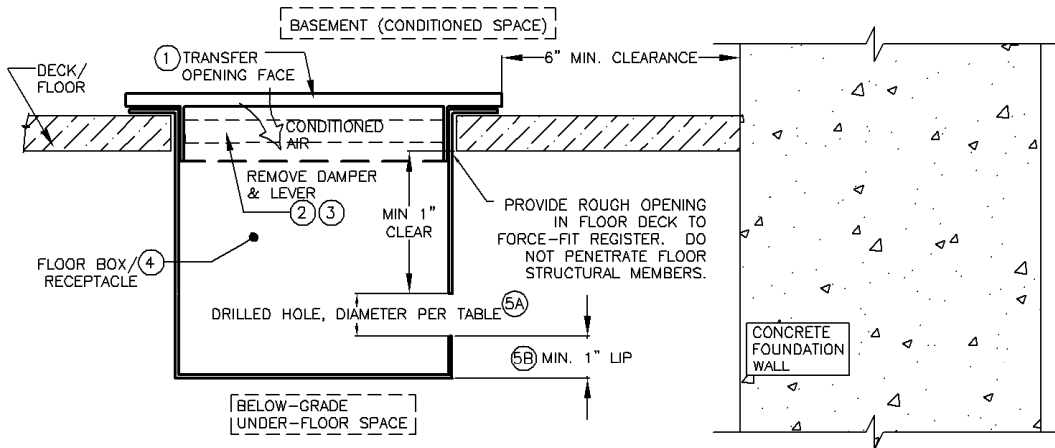 BASEMENT (CONDITIONED SPACE)
1 TRANSFER
OPENING FACE
6" MIN. CLEARANCE
DECK/
FLOOR
CONDITIONED
AIR
REMOVE DAMPER
& LEVER
2 3
MIN 1"
CLEAR
PROVIDE ROUGH OPENING
IN FLOOR DECK TO
FORCE-FIT REGISTER. DO
NOT PENETRATE FLOOR
STRUCTURAL MEMBERS.
FLOOR BOX/
RECEPTACLE 4
DRILLED HOLE, DIAMETER PER TABLE 5A
5B MIN. 1" LIP
CONCRETE
FOUNDATION
WALL
BELOW-GRADE
UNDER-FLOOR SPACE